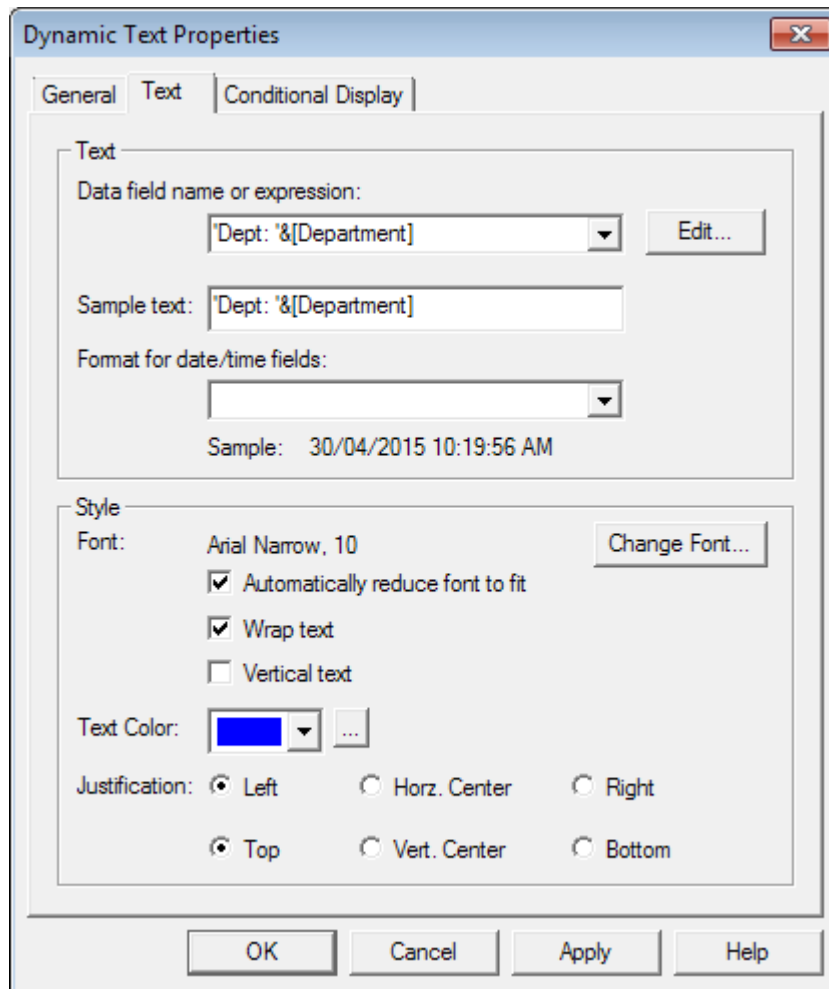 Dynamic Text Properties
General Text Conditional Display
Text
Data field name or expression:
"Dept: "&[Department] Edit...
Sample text: "Dept: "&[Department]
Format for date/time fields:
Sample: 30/04/2015 10:19:56 AM
Style
Font: Arial Narrow, 10 Change Font...
Automatically reduce font to fit
Wrap text
Vertical text
Text Color: ...
Justification: Left Horz. Center Right
Top Vert. Center Bottom
OK Cancel Apply Help